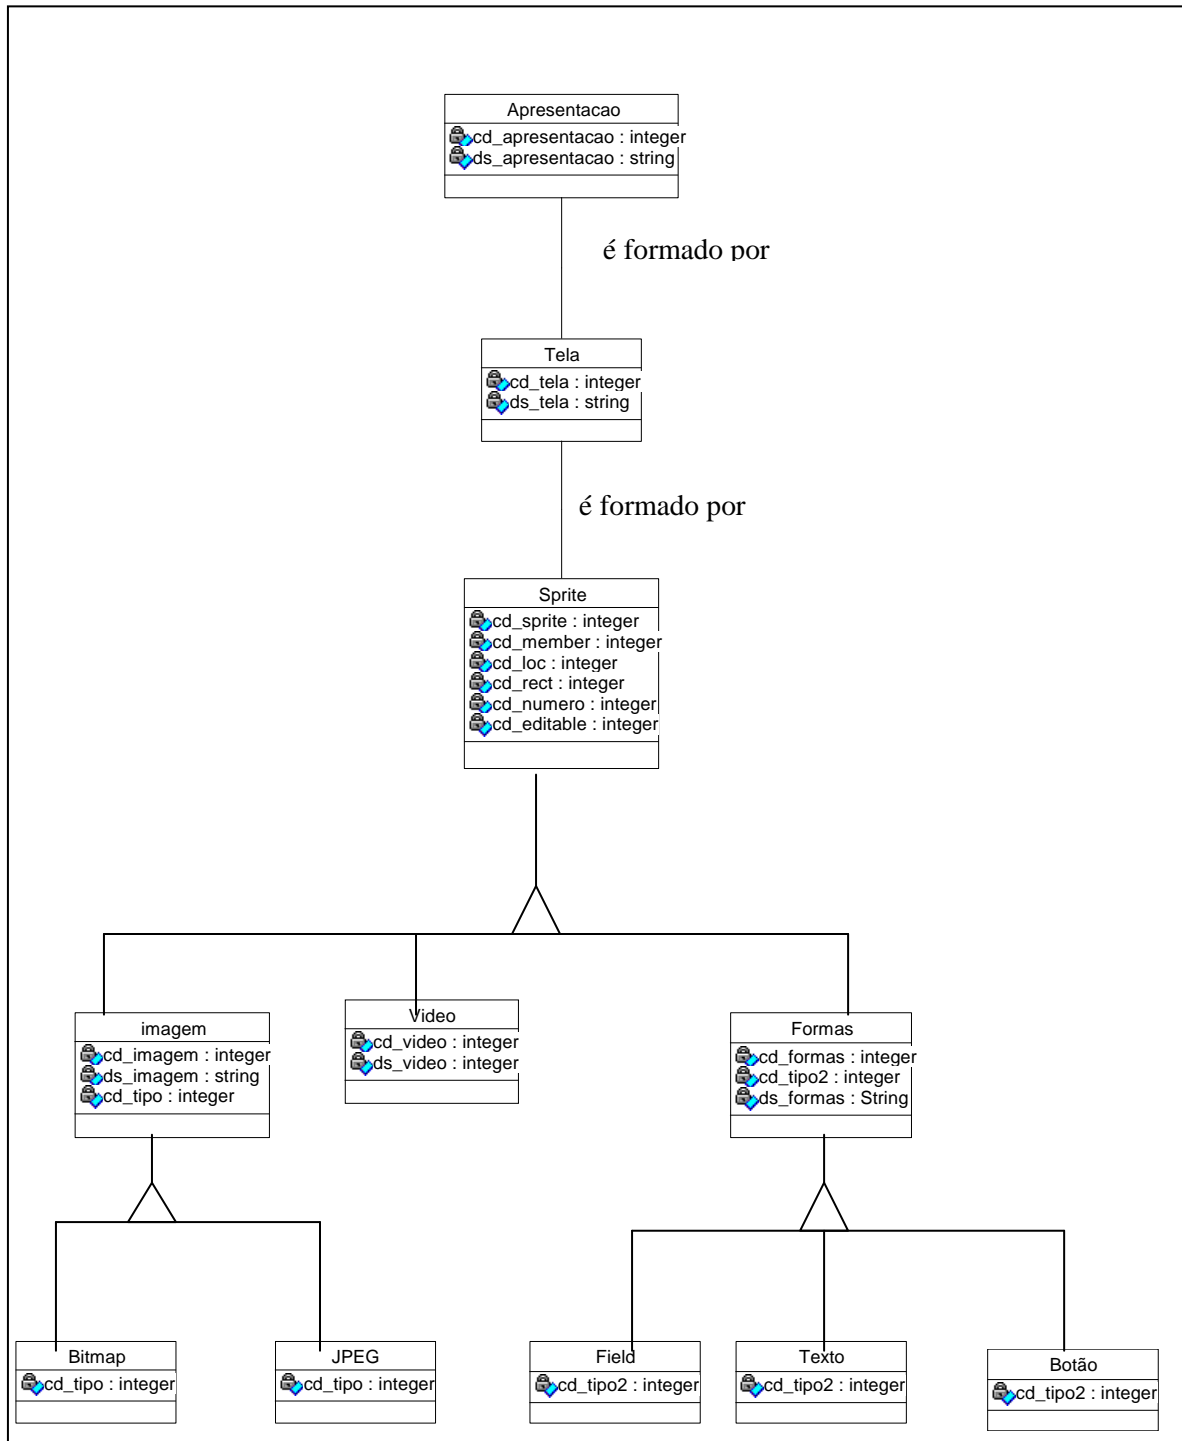 Apresentacao
cd_apresentacao : integer
ds_apresentacao : string
é formado por
Tela
cd_tela : integer
ds_tela : string
é formado por
Sprite
cd_sprite : integer
cd_member : integer
cd_loc : integer
cd_rect : integer
cd_numero : integer
cd_editable : integer
imagem
cd_imagem : integer
ds_imagem : string
cd_tipo : integer
Video
cd_video : integer
ds_video : integer
Formas
cd_formas : integer
cd_tipo2 : integer
ds_formas : String
Bitmap
cd_tipo : integer
JPEG
cd_tipo : integer
Field
cd_tipo2 : integer
Texto
cd_tipo2 : integer
Botão
cd_tipo2 : integer